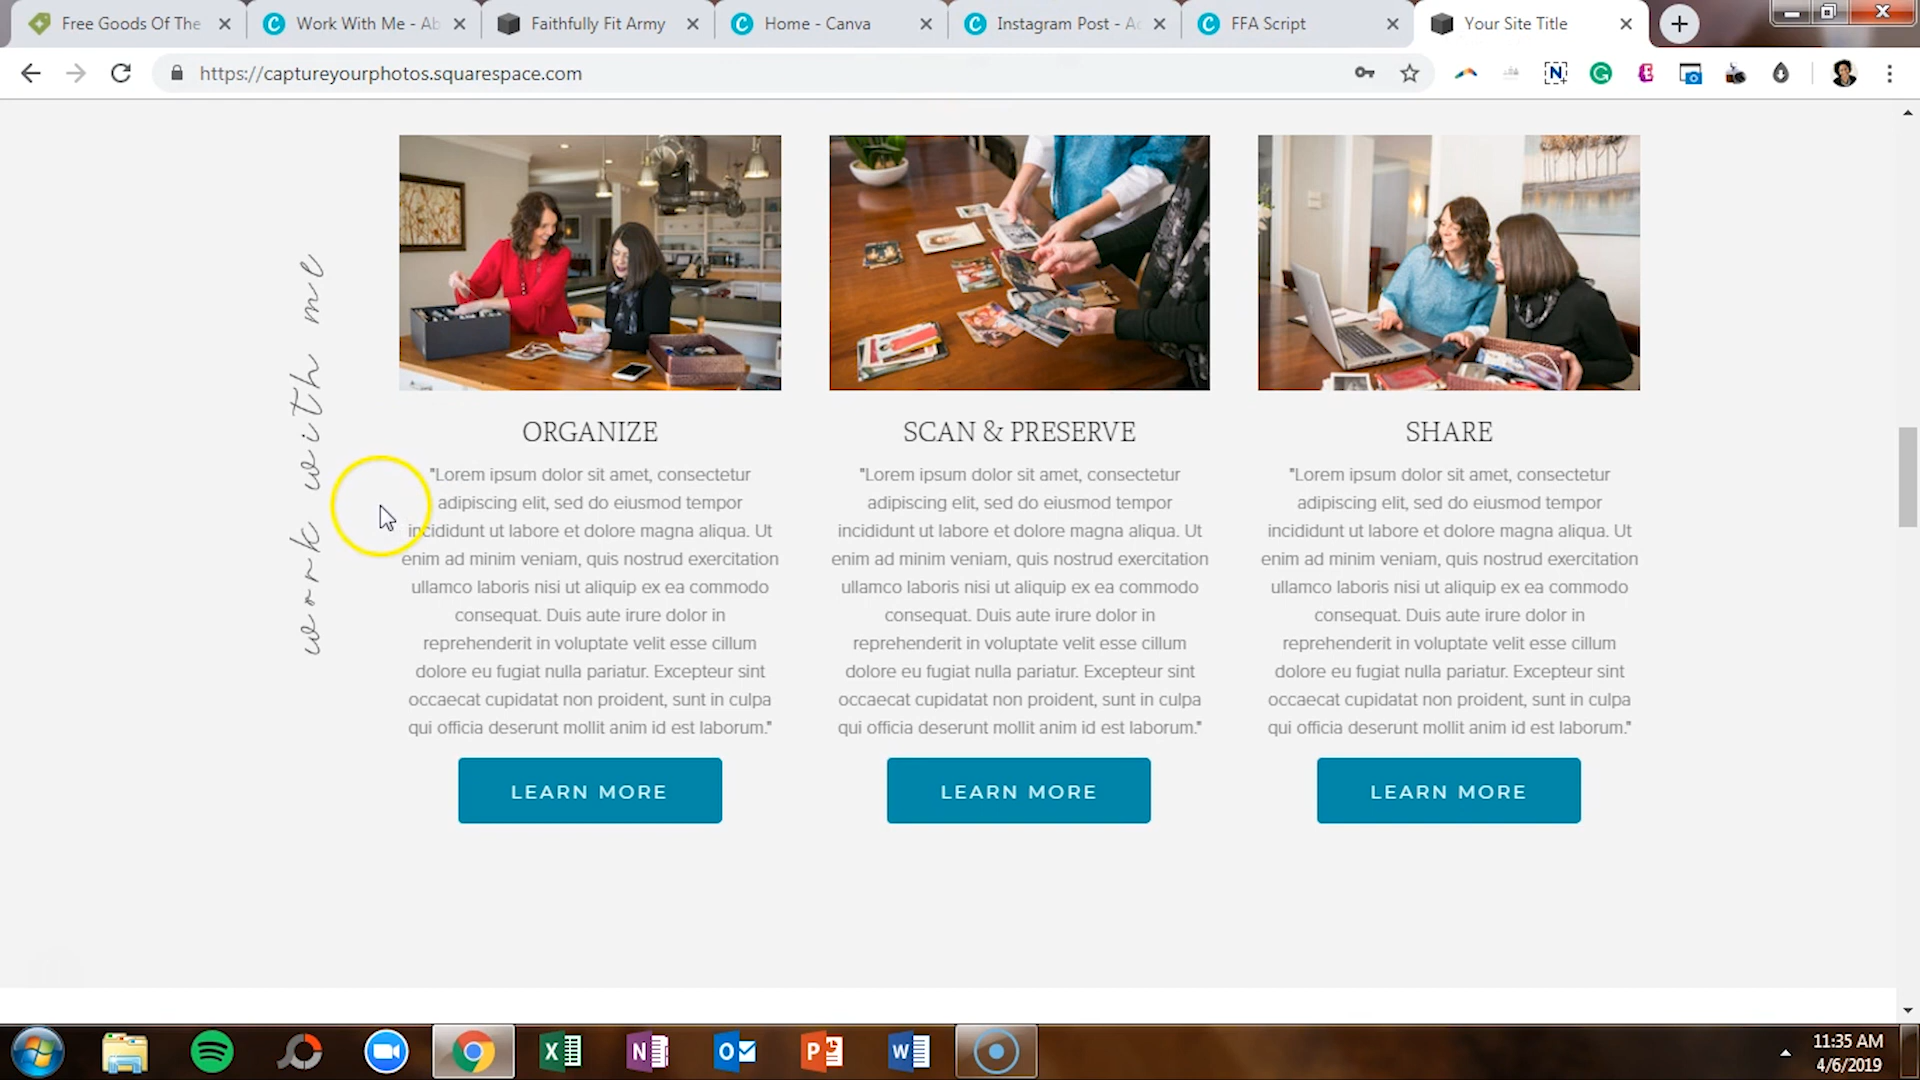 Free Goods Of The
Work With Me - Ab
Faithfully Fit Army
Home - Canva
Instagram Post - Ac
FFA Script
Your Site Title
https://captureyourphotos.squarespace.com
work with me
ORGANIZE
"Lorem ipsum dolor sit amet, consectetur
adipiscing elit, sed do eiusmod tempor
incididunt ut labore et dolore magna aliqua. Ut
enim ad minim veniam, quis nostrud exercitation
ullamco laboris nisi ut aliquip ex ea commodo
consequat. Duis aute irure dolor in
reprehenderit in voluptate velit esse cillum
dolore eu fugiat nulla pariatur. Excepteur sint
occaecat cupidatat non proident, sunt in culpa
qui officia deserunt mollit anim id est laborum."
LEARN MORE
SCAN & PRESERVE
"Lorem ipsum dolor sit amet, consectetur
adipiscing elit, sed do eiusmod tempor
incididunt ut labore et dolore magna aliqua. Ut
enim ad minim veniam, quis nostrud exercitation
ullamco laboris nisi ut aliquip ex ea commodo
consequat. Duis aute irure dolor in
reprehenderit in voluptate velit esse cillum
dolore eu fugiat nulla pariatur. Excepteur sint
occaecat cupidatat non proident, sunt in culpa
qui officia deserunt mollit anim id est laborum."
LEARN MORE
SHARE
"Lorem ipsum dolor sit amet, consectetur
adipiscing elit, sed do eiusmod tempor
incididunt ut labore et dolore magna aliqua. Ut
enim ad minim veniam, quis nostrud exercitation
ullamco laboris nisi ut aliquip ex ea commodo
consequat. Duis aute irure dolor in
reprehenderit in voluptate velit esse cillum
dolore eu fugiat nulla pariatur. Excepteur sint
occaecat cupidatat non proident, sunt in culpa
qui officia deserunt mollit anim id est laborum."
LEARN MORE
11:35 AM
4/6/2019